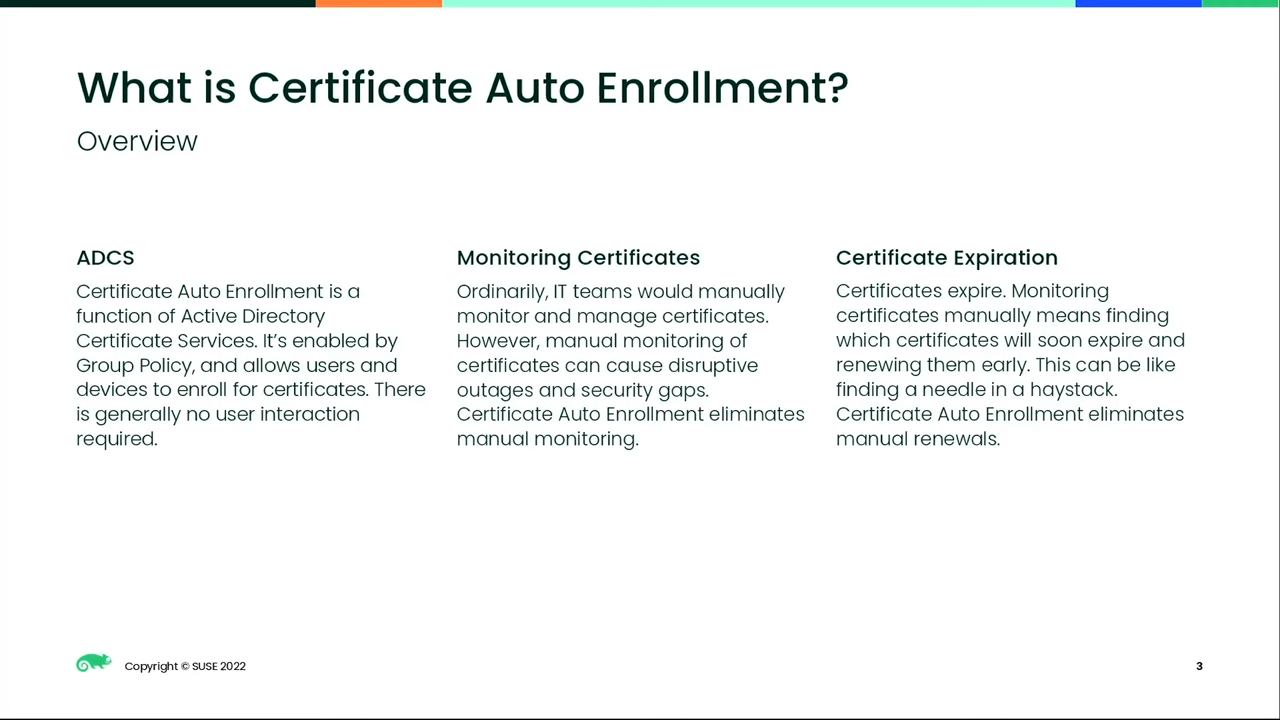 What is Certificate Auto Enrollment?
Overview
ADCS
Certificate Auto Enrollment is a
function of Active Directory
Certificate Services. It's enabled by
Group Policy, and allows users and
devices to enroll for certificates. There
is generally no user interaction
required.
Monitoring Certificates
Ordinarily, IT teams would manually
monitor and manage certificates.
However, manual monitoring of
certificates can cause disruptive
outages and security gaps.
Certificate Auto Enrollment eliminates
manual monitoring.
Certificate Expiration
Certificates expire. Monitoring
certificates manually means finding
which certificates will soon expire and
renewing them early. This can be like
finding a needle in a haystack.
Certificate Auto Enrollment eliminates
manual renewals.
Copyright © SUSE 2022
3